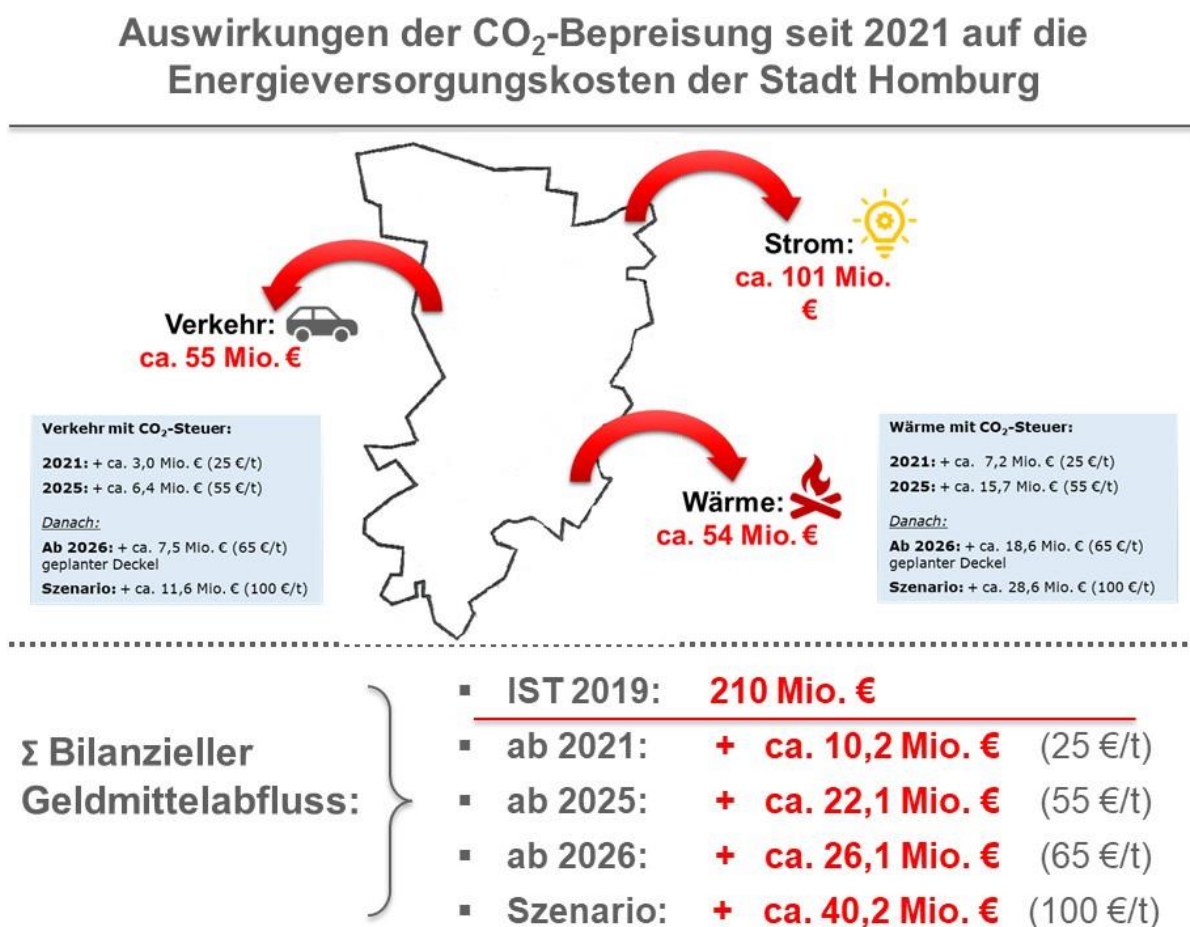 Auswirkungen der CO₂-Bepreisung seit 2021 auf die
Energieversorgungskosten der Stadt Homburg
Strom:
ca. 101 Mio.
€
Verkehr:
ca. 55 Mio. €
Verkehr mit CO₂-Steuer:
2021: + ca. 3,0 Mio. € (25 €/t)
2025: + ca. 6,4 Mio. € (55 €/t)
Danach:
Ab 2026: + ca. 7,5 Mio. € (65 €/t)
geplanter Deckel
Szenario: + ca. 11,6 Mio. € (100 €/t)
Wärme:
ca. 54 Mio. €
Wärme mit CO₂-Steuer:
2021: + ca. 7,2 Mio. € (25 €/t)
2025: + ca. 15,7 Mio. € (55 €/t)
Danach:
Ab 2026: + ca. 18,6 Mio. € (65 €/t)
geplanter Deckel
Szenario: + ca. 28,6 Mio. € (100 €/t)
Σ Bilanzieller
Geldmittelabfluss:
▪ IST 2019: 210 Mio. €
▪ ab 2021: + ca. 10,2 Mio. € (25 €/t)
▪ ab 2025: + ca. 22,1 Mio. € (55 €/t)
▪ ab 2026: + ca. 26,1 Mio. € (65 €/t)
▪ Szenario: + ca. 40,2 Mio. € (100 €/t)